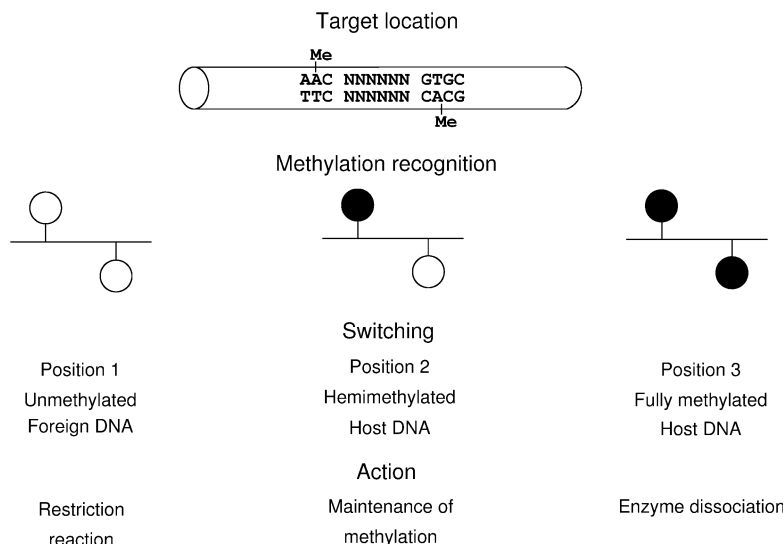 Target location
Me
AAC NNNNNN GTGC
TTC NNNNNN CACG
Me
Methylation recognition
Switching
Position 1
Unmethylated
Foreign DNA
Position 2
Hemimethylated
Host DNA
Position 3
Fully methylated
Host DNA
Action
Restriction
reaction
Maintenance of
methylation
Enzyme dissociation